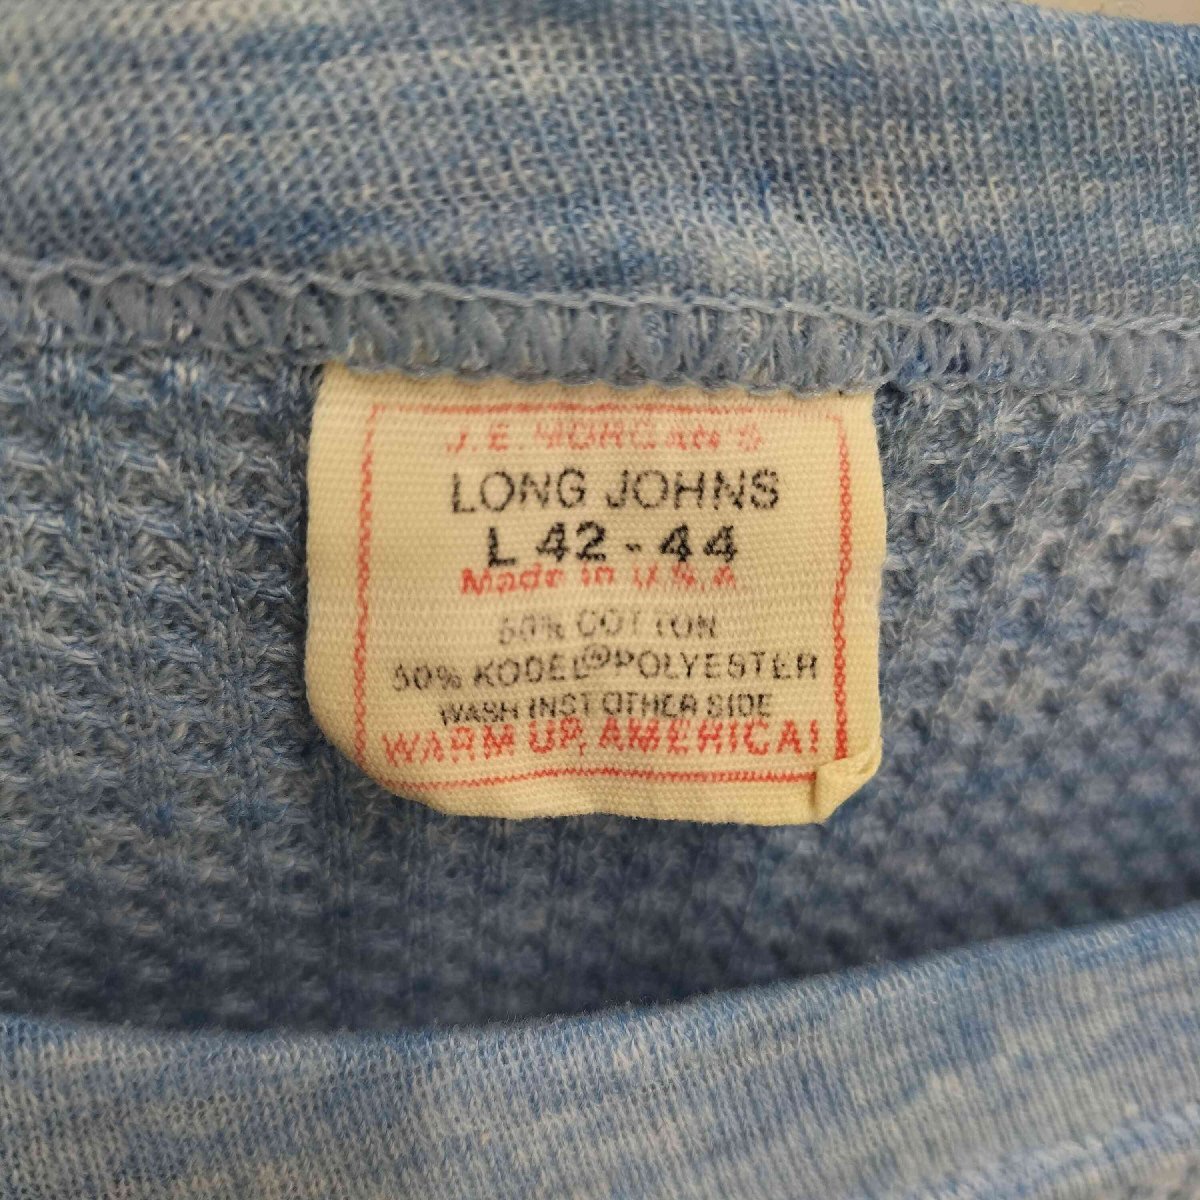 J.E. MORGAN'S
LONG JOHNS
L 42-44
Made in U.S.A
50% COTTON
50% KODEL® POLYESTER
WASH INST OTHER SIDE
WARM UP, AMERICA!